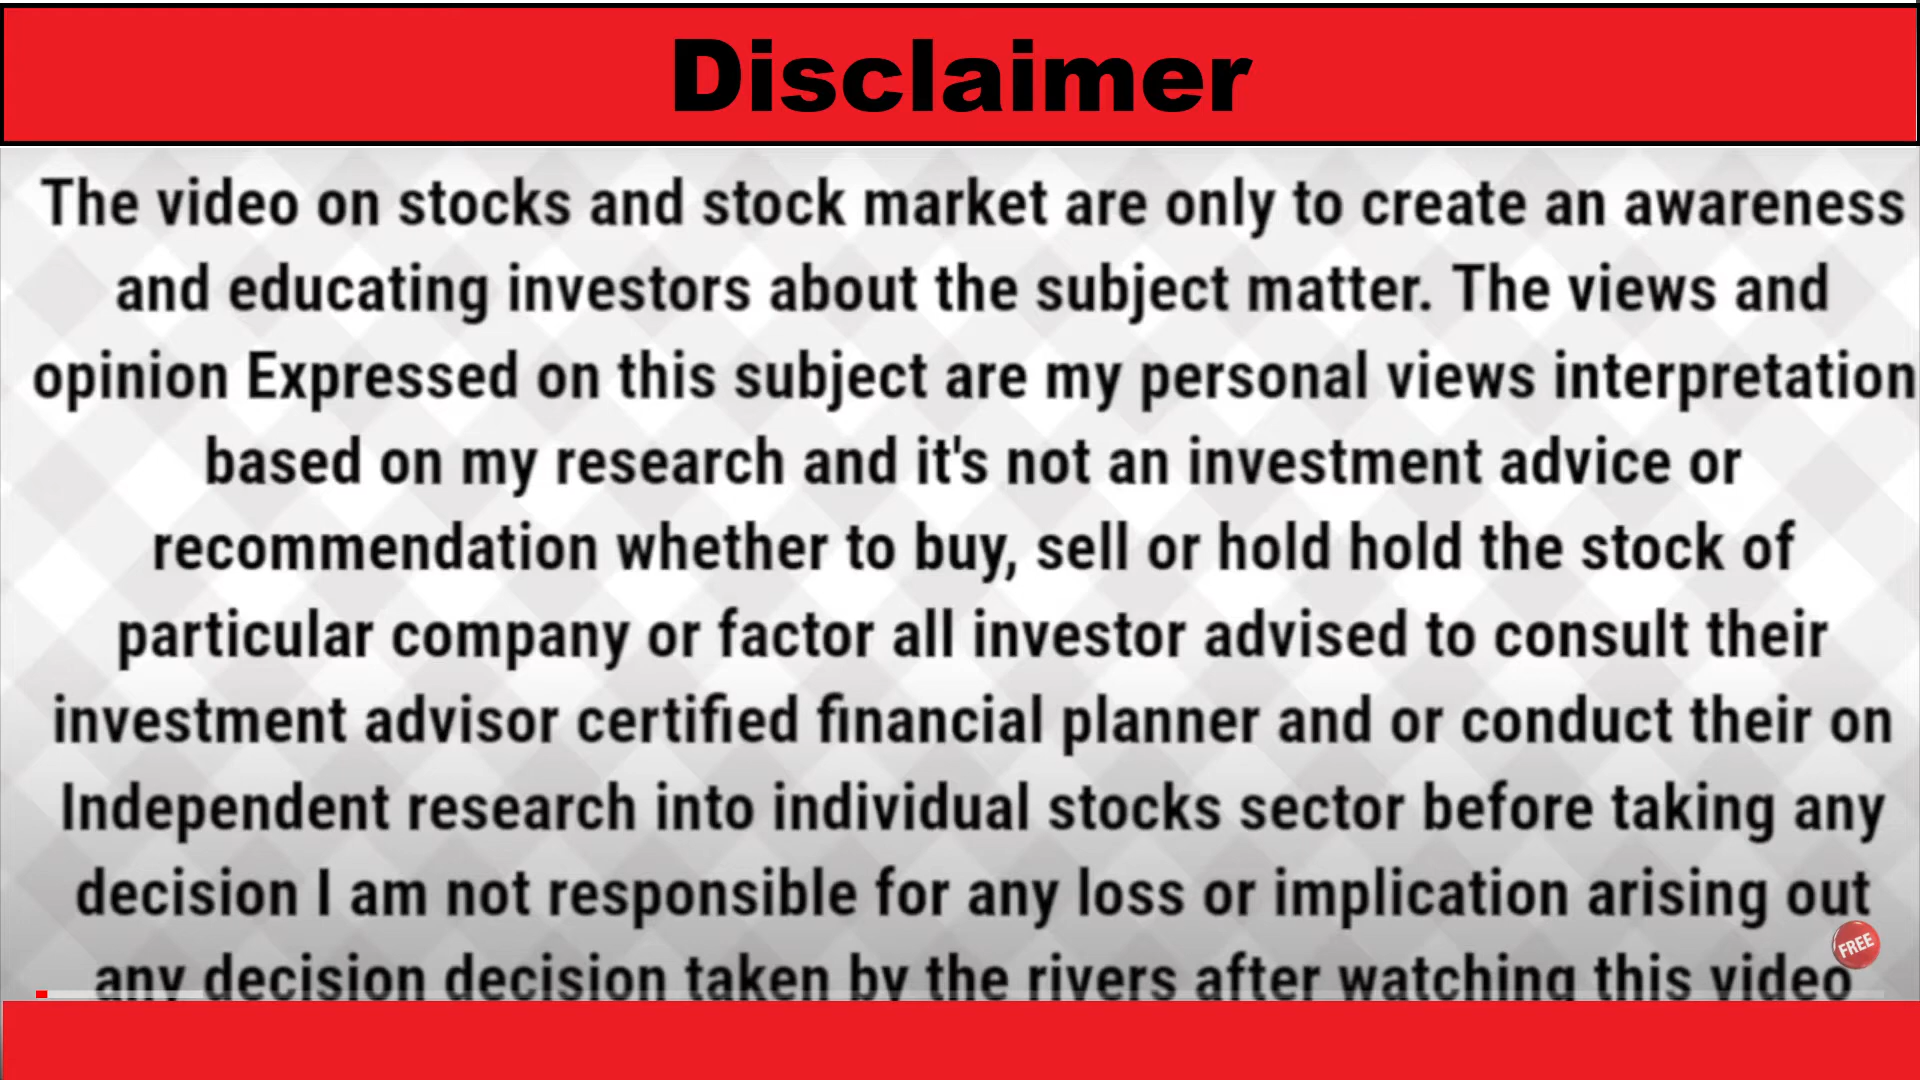 Disclaimer
The video on stocks and stock market are only to create an awareness
and educating investors about the subject matter. The views and
opinion Expressed on this subject are my personal views interpretation
based on my research and it's not an investment advice or
recommendation whether to buy, sell or hold hold the stock of
particular company or factor all investor advised to consult their
investment advisor certified financial planner and or conduct their on
Independent research into individual stocks sector before taking any
decision I am not responsible for any loss or implication arising out
any decision decision taken by the rivers after watching this video
FREE